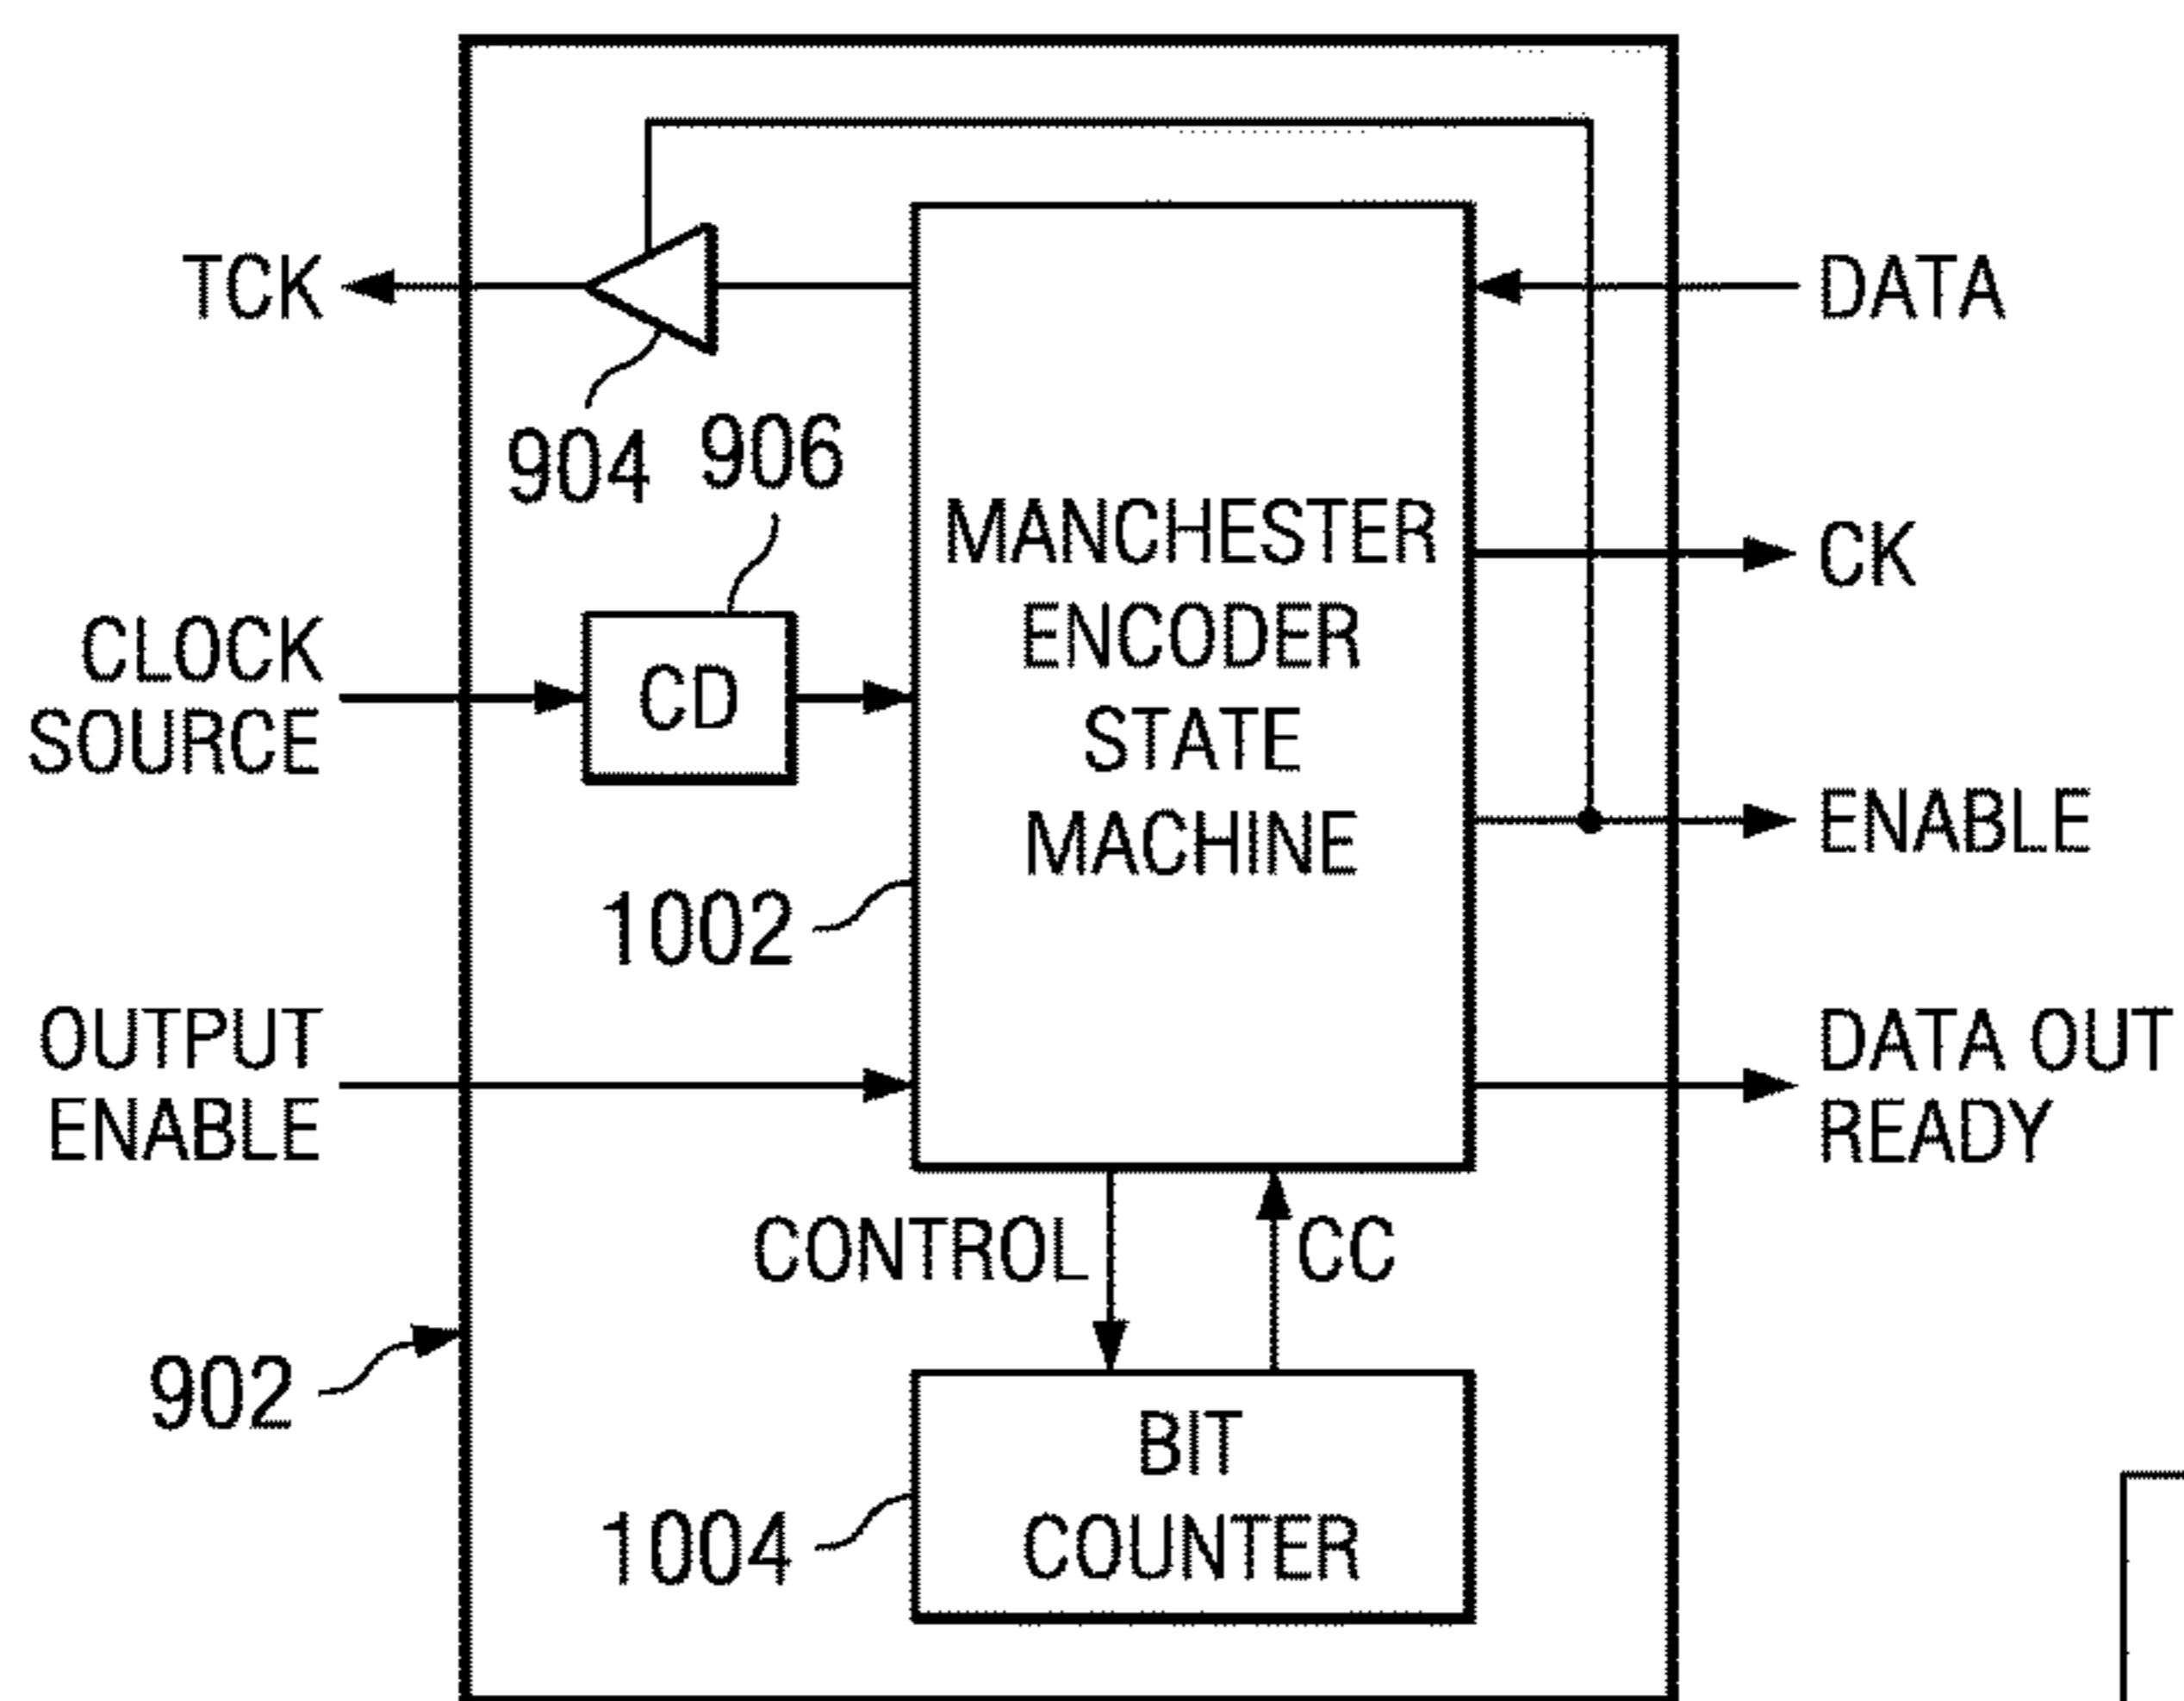 TCK
DATA
904
906
MANCHESTER
ENCODER
STATE
MACHINE
CK
CLOCK
SOURCE
CD
ENABLE
1002
OUTPUT
ENABLE
DATA OUT
READY
CONTROL
CC
902
BIT
COUNTER
1004